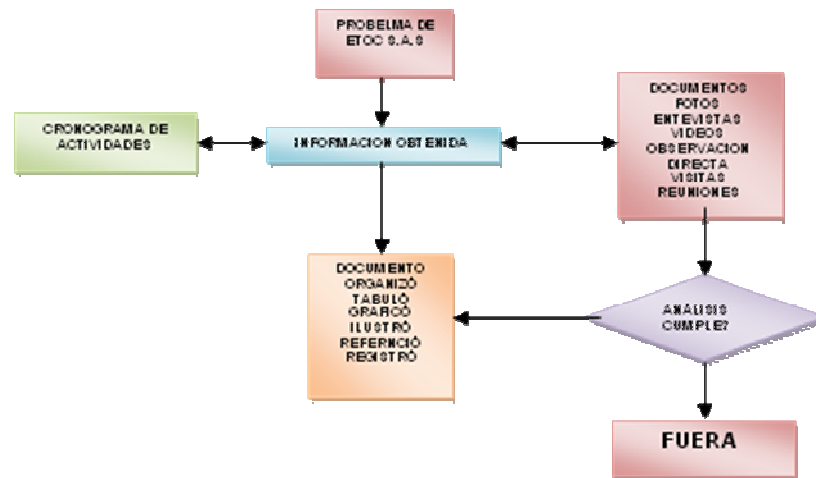 PROBELMA DE
ETOC S.A.S
CRONOGRAMA DE
ACTIVIDADES
INFORMACION OBTENIDA
DOCUMENTOS
FOTOS
ENTEVISTAS
VIDEOS
OBSERVACION
DIRECTA
VISITAS
REUNIONES
DOCUMENTO
ORGANIZÓ
TABULÓ
GRAFICÓ
ILUSTRÓ
REFERNCIÓ
REGISTRÓ
ANALISIS
CUMPLE?
FUERA